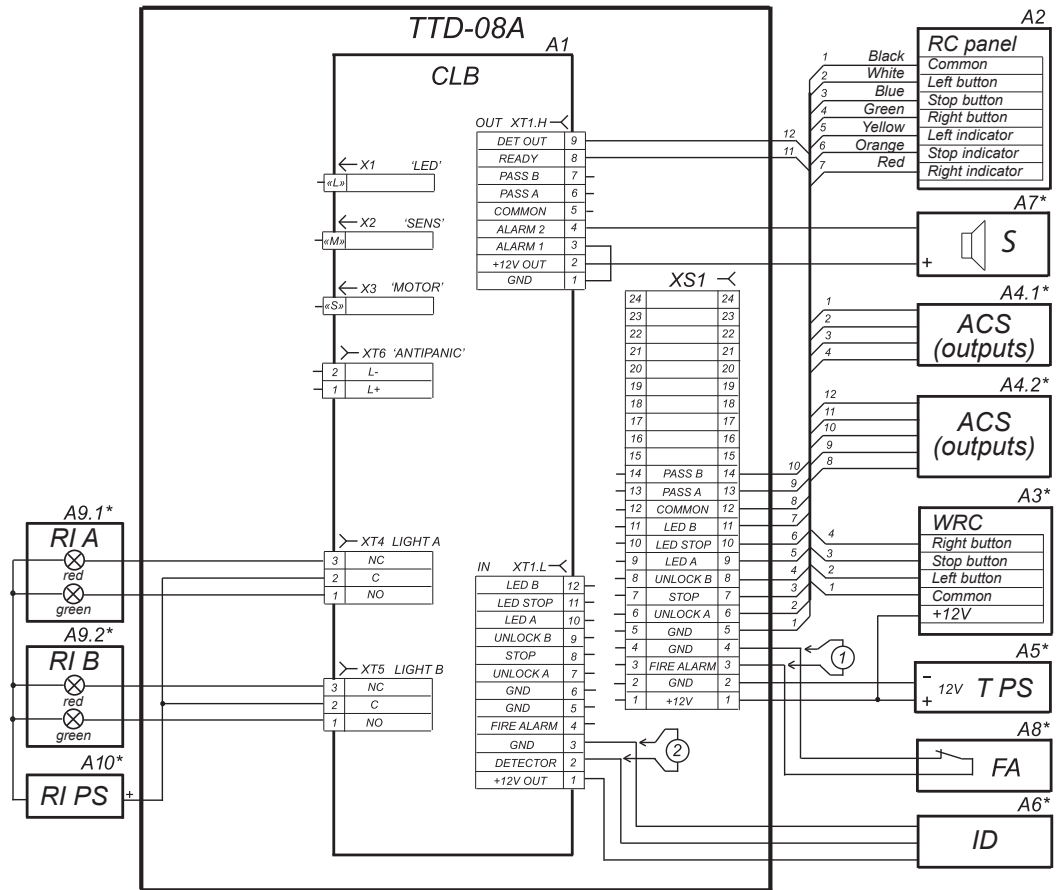 TTD-08A
A1
CLB
OUT XT1.H
DET OUT 9
READY 8
PASS B 7
PASS A 6
COMMON 5
ALARM 2 4
ALARM 1 3
+12V OUT 2
GND 1
12
11
X1 'LED'
«L»
X2 'SENS'
«M»
X3 'MOTOR'
«S»
XT6 'ANTIPANIC'
2 L-
1 L+
XT4 LIGHT A
3 NC
2 C
1 NO
XT5 LIGHT B
3 NC
2 C
1 NO
IN XT1.L
LED B 12
LED STOP 11
LED A 10
UNLOCK B 9
STOP 8
UNLOCK A 7
GND 6
GND 5
FIRE ALARM 4
GND 3
DETECTOR 2
+12V OUT 1
2
XS1
24 24
23 23
22 22
21 21
20 20
19 19
18 18
17 17
16 16
15 15
14 PASS B 14
13 PASS A 13
12 COMMON 12
11 LED B 11
10 LED STOP 10
9 LED A 9
8 UNLOCK B 8
7 STOP 7
6 UNLOCK A 6
5 GND 5
4 GND 4
3 FIRE ALARM 3
2 GND 2
1 +12V 1
10
9
8
7
6
5
4
3
2
1
1
A2
RC panel
1 Black Common
2 White Left button
3 Blue Stop button
4 Green Right button
5 Yellow Left indicator
6 Orange Stop indicator
7 Red Right indicator
A7*
S
+
A4.1*
ACS
(outputs)
1
2
3
4
A4.2*
ACS
(outputs)
12
11
10
9
8
A3*
WRC
4 Right button
3 Stop button
2 Left button
1 Common
+12V
A5*
- 12V T PS
+
A8*
FA
A6*
ID
A9.1*
RI A
red
green
A9.2*
RI B
red
green
A10*
RI PS +